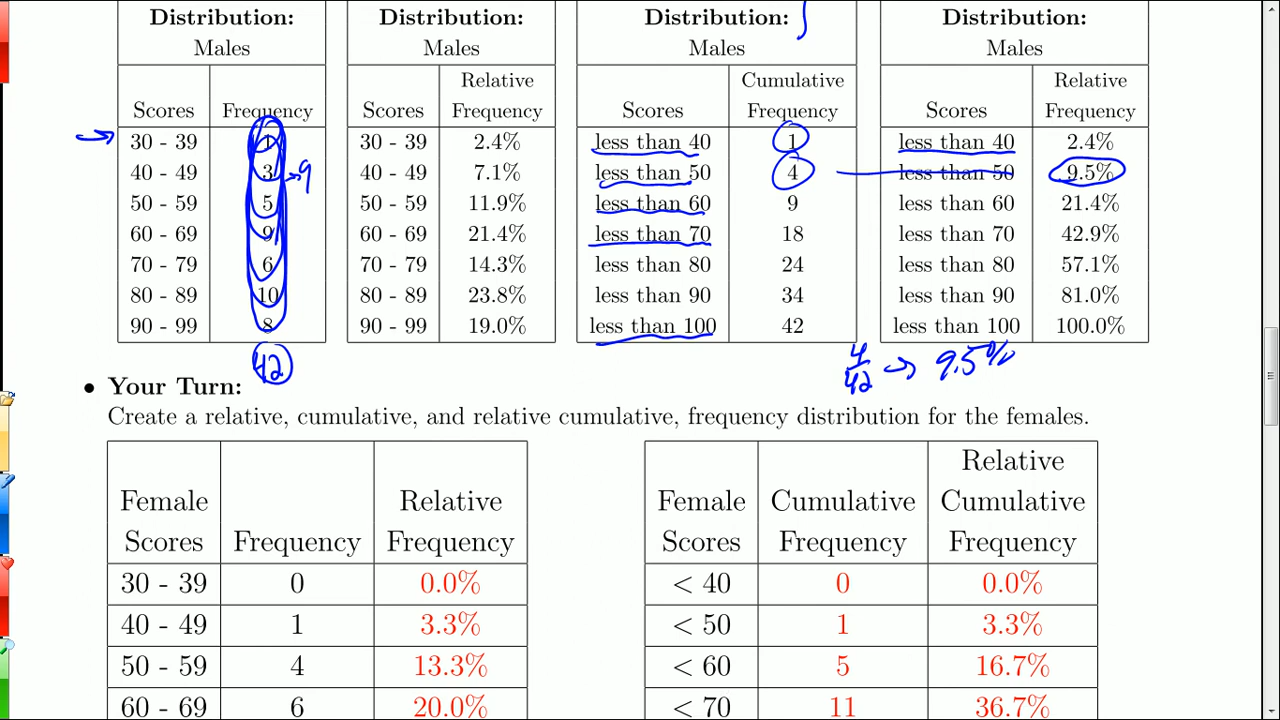 Distribution: Distribution: Distribution: Distribution:
Males Males Males Males
Relative Cumulative Relative
Scores Frequency Scores Frequency Scores Frequency Scores Frequency
30 - 39 1 30 - 39 2.4% less than 40 1 less than 40 2.4%
40 - 49 3 9 40 - 49 7.1% less than 50 4 less than 50 9.5%
50 - 59 5 50 - 59 11.9% less than 60 9 less than 60 21.4%
60 - 69 9 60 - 69 21.4% less than 70 18 less than 70 42.9%
70 - 79 6 70 - 79 14.3% less than 80 24 less than 80 57.1%
80 - 89 10 80 - 89 23.8% less than 90 34 less than 90 81.0%
90 - 99 8 90 - 99 19.0% less than 100 42 less than 100 100.0%
42 4/42 → 9.5%
• Your Turn:
Create a relative, cumulative, and relative cumulative, frequency distribution for the females.
Relative
Female Relative Female Cumulative Cumulative
Scores Frequency Frequency Scores Frequency Frequency
30 - 39 0 0.0% < 40 0 0.0%
40 - 49 1 3.3% < 50 1 3.3%
50 - 59 4 13.3% < 60 5 16.7%
60 - 69 6 20.0% < 70 11 36.7%